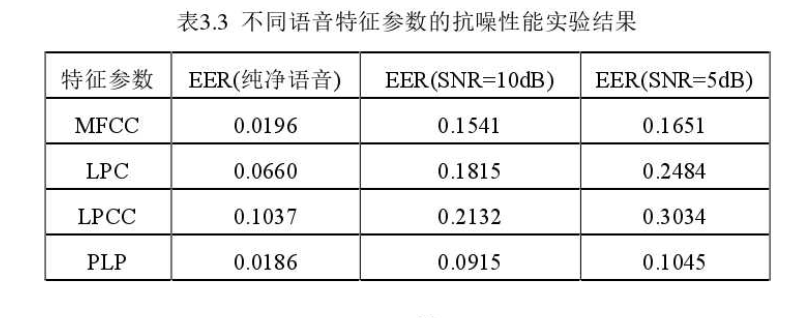 表3.3 不同语音特征参数的抗噪性能实验结果
特征参数 EER(纯净语音) EER(SNR=10dB) EER(SNR=5dB)
MFCC 0.0196 0.1541 0.1651
LPC 0.0660 0.1815 0.2484
LPCC 0.1037 0.2132 0.3034
PLP 0.0186 0.0915 0.1045